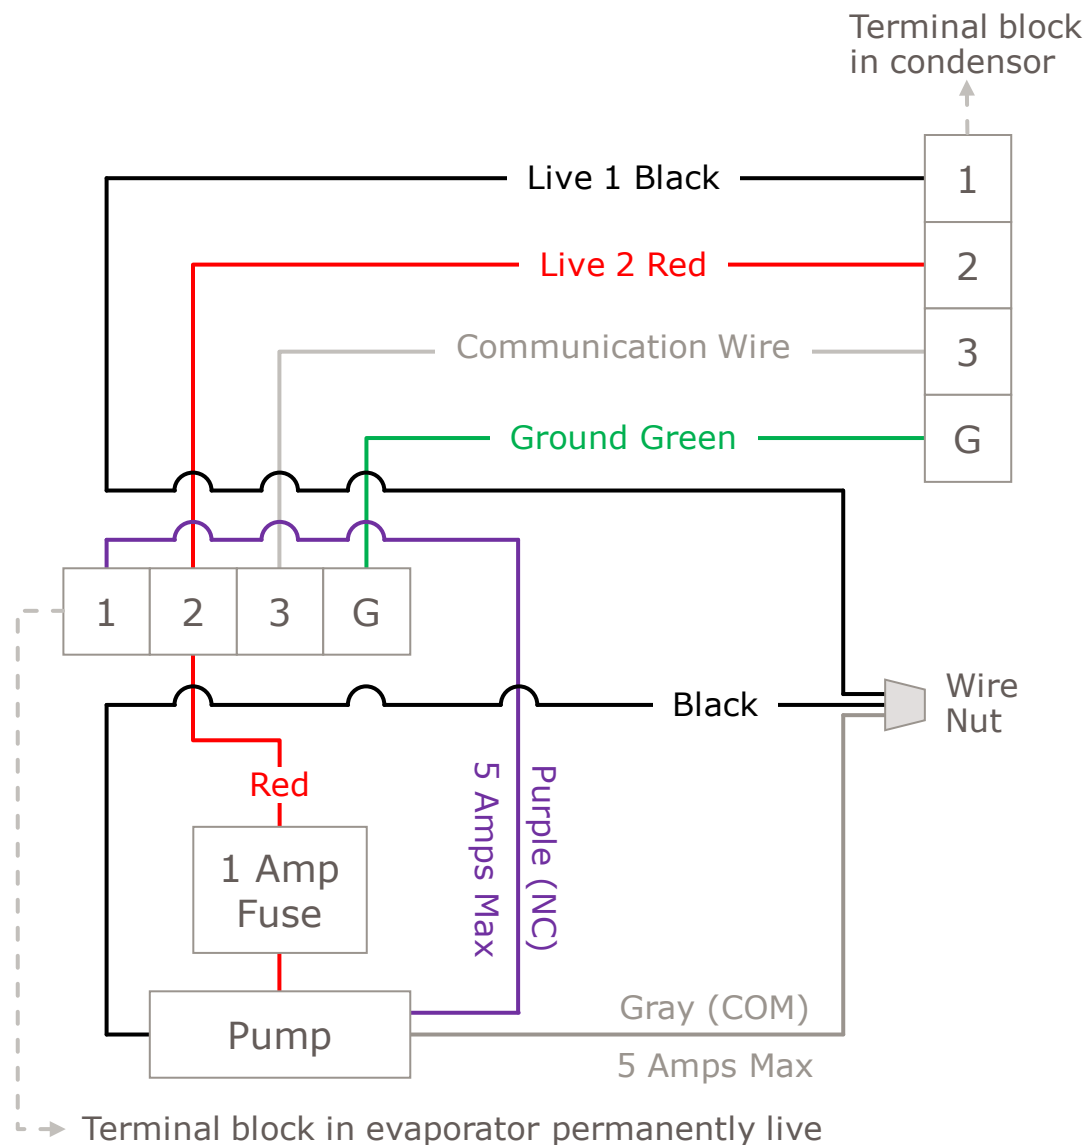 Terminal block
in condensor
Live 1 Black
1
Live 2 Red
2
Communication Wire
3
Ground Green
G
1
2
3
G
Black
Wire
Nut
Red
Purple (NC)
5 Amps Max
1 Amp
Fuse
Pump
Gray (COM)
5 Amps Max
Terminal block in evaporator permanently live